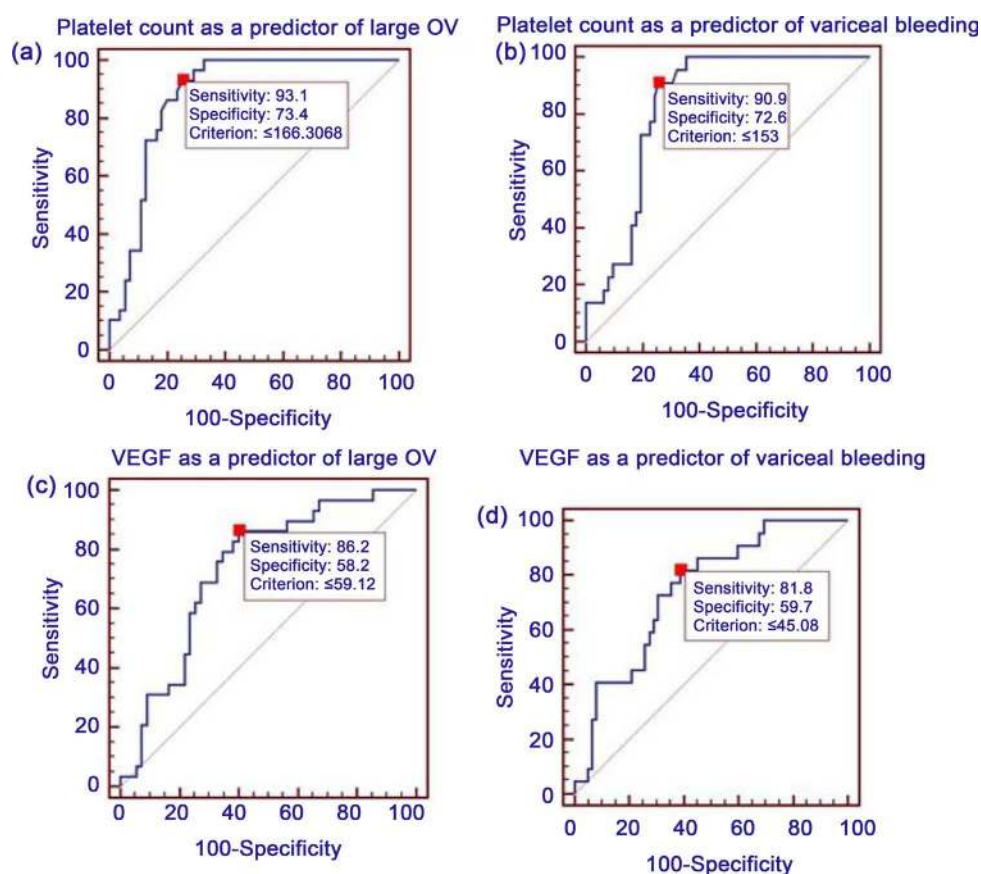 Platelet count as a predictor of large OV
(a)
100
80
60
40
20
0
Sensitivity
Sensitivity: 93.1
Specificity: 73.4
Criterion: ≤166.3068
0 20 40 60 80 100
100-Specificity
Platelet count as a predictor of variceal bleeding
(b)
100
80
60
40
20
0
Sensitivity
Sensitivity: 90.9
Specificity: 72.6
Criterion: ≤153
0 20 40 60 80 100
100-Specificity
VEGF as a predictor of large OV
(c)
100
80
60
40
20
0
Sensitivity
Sensitivity: 86.2
Specificity: 58.2
Criterion: ≤59.12
0 20 40 60 80 100
100-Specificity
VEGF as a predictor of variceal bleeding
(d)
100
80
60
40
20
0
Sensitivity
Sensitivity: 81.8
Specificity: 59.7
Criterion: ≤45.08
0 20 40 60 80 100
100-Specificity